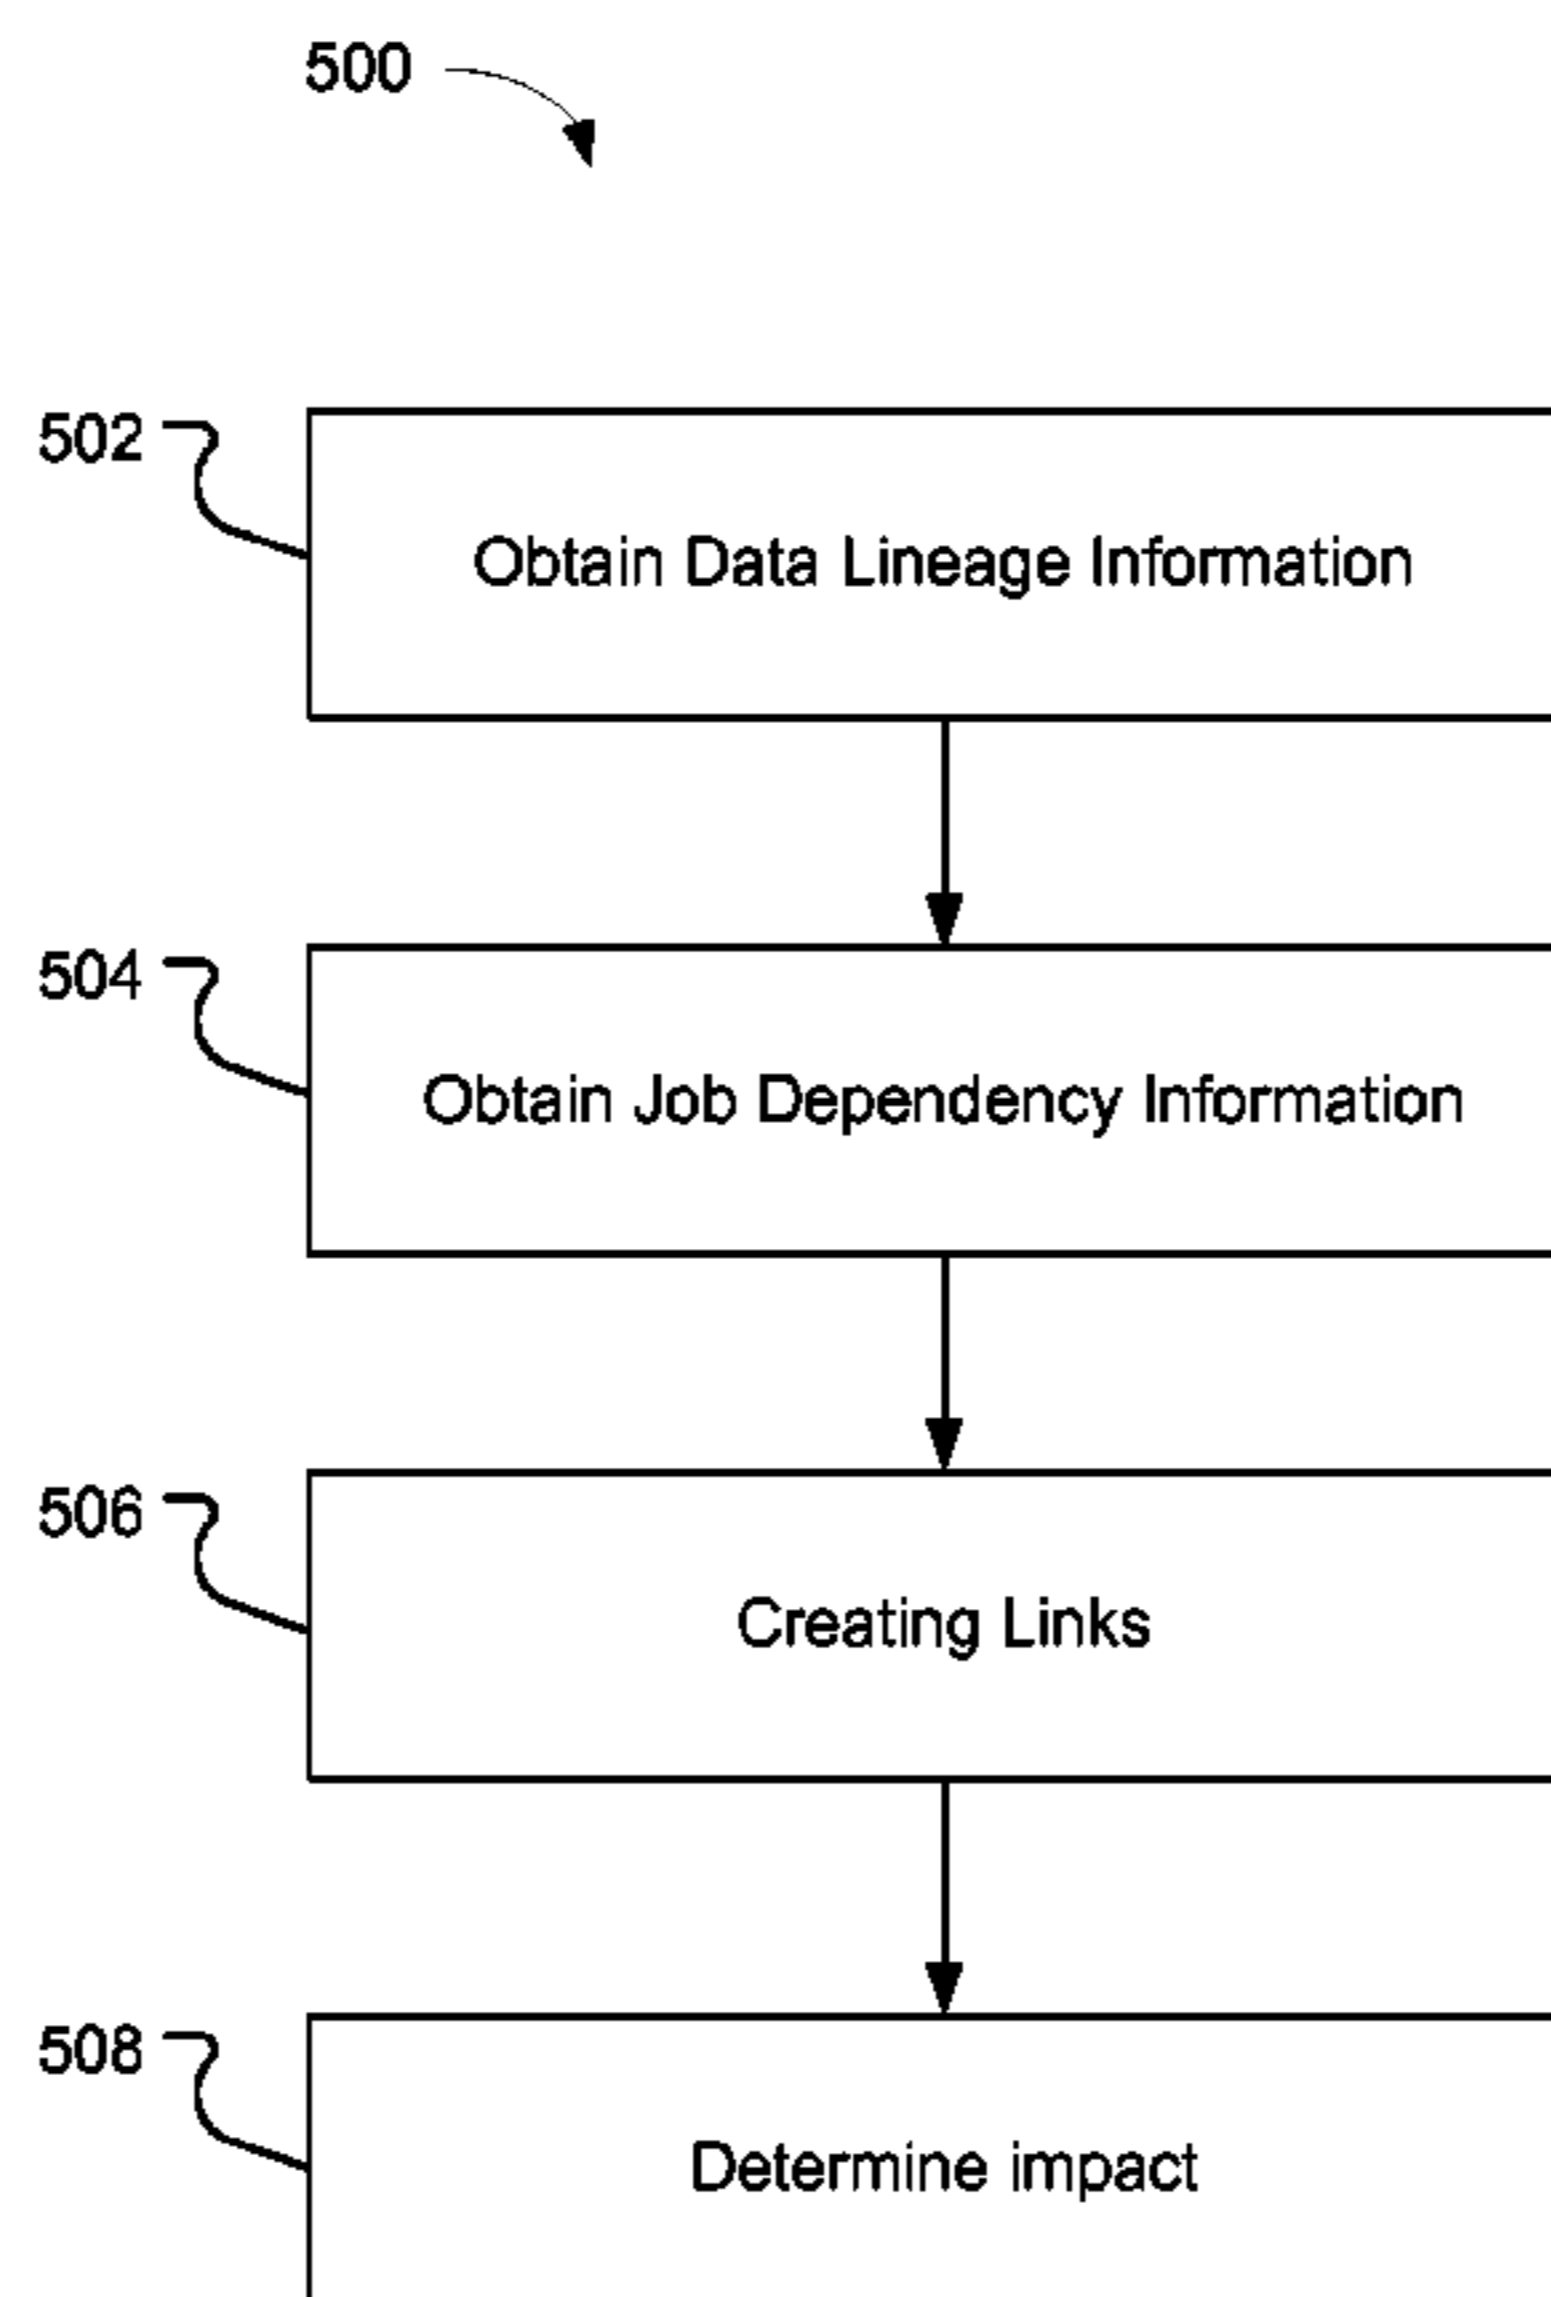 500
502
Obtain Data Lineage Information
504
Obtain Job Dependency Information
506
Creating Links
508
Determine impact